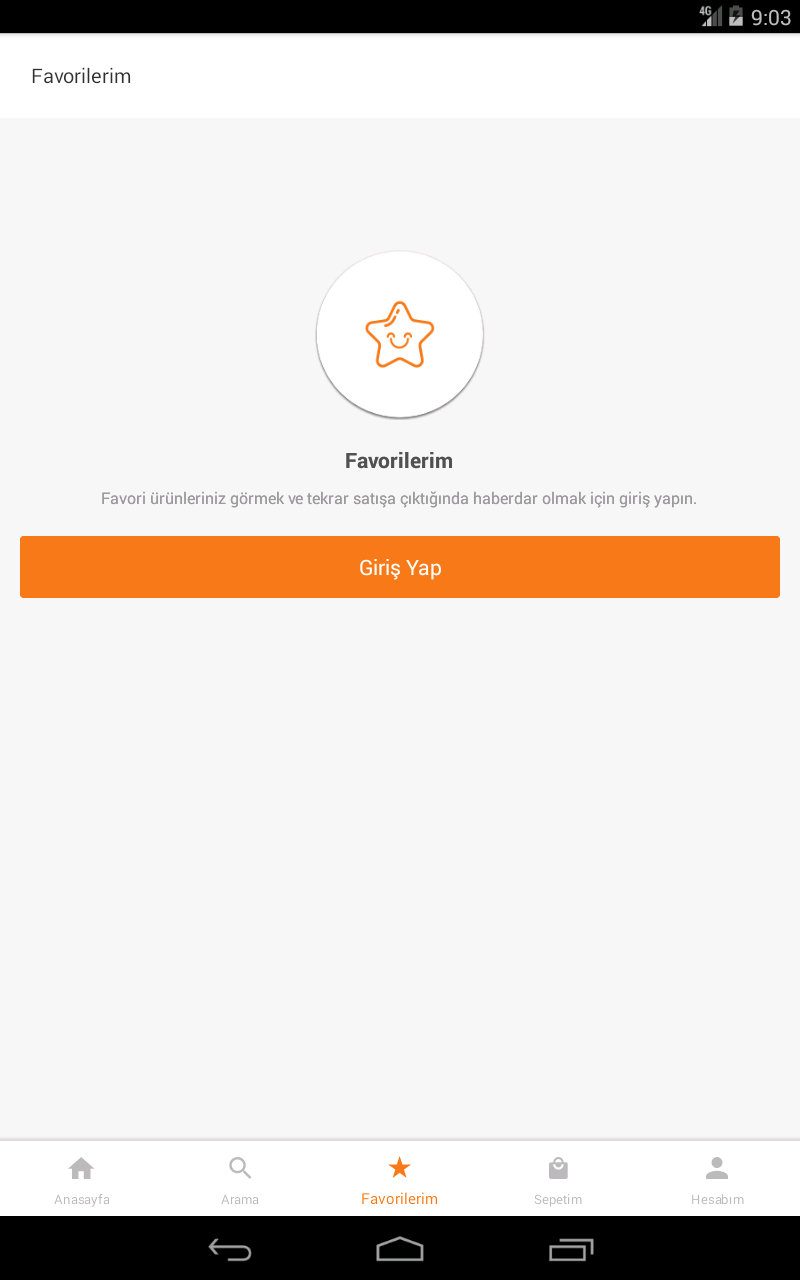 4G 9:03
Favorilerim
Favorilerim
Favori ürünleriniz görmek ve tekrar satışa çıktığında haberdar olmak için giriş yapın.
Giriş Yap
Anasayfa Arama Favorilerim Sepetim Hesabım